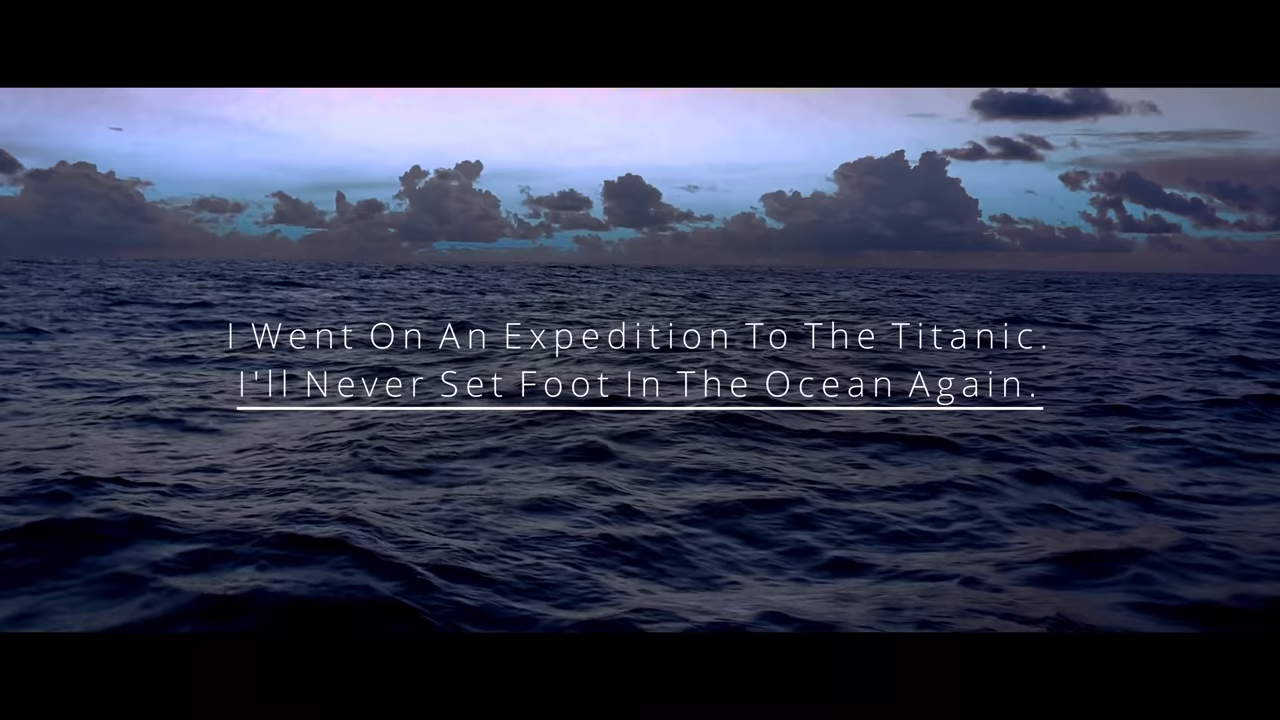 I Went On An Expedition To The Titanic.
I'll Never Set Foot In The Ocean Again.